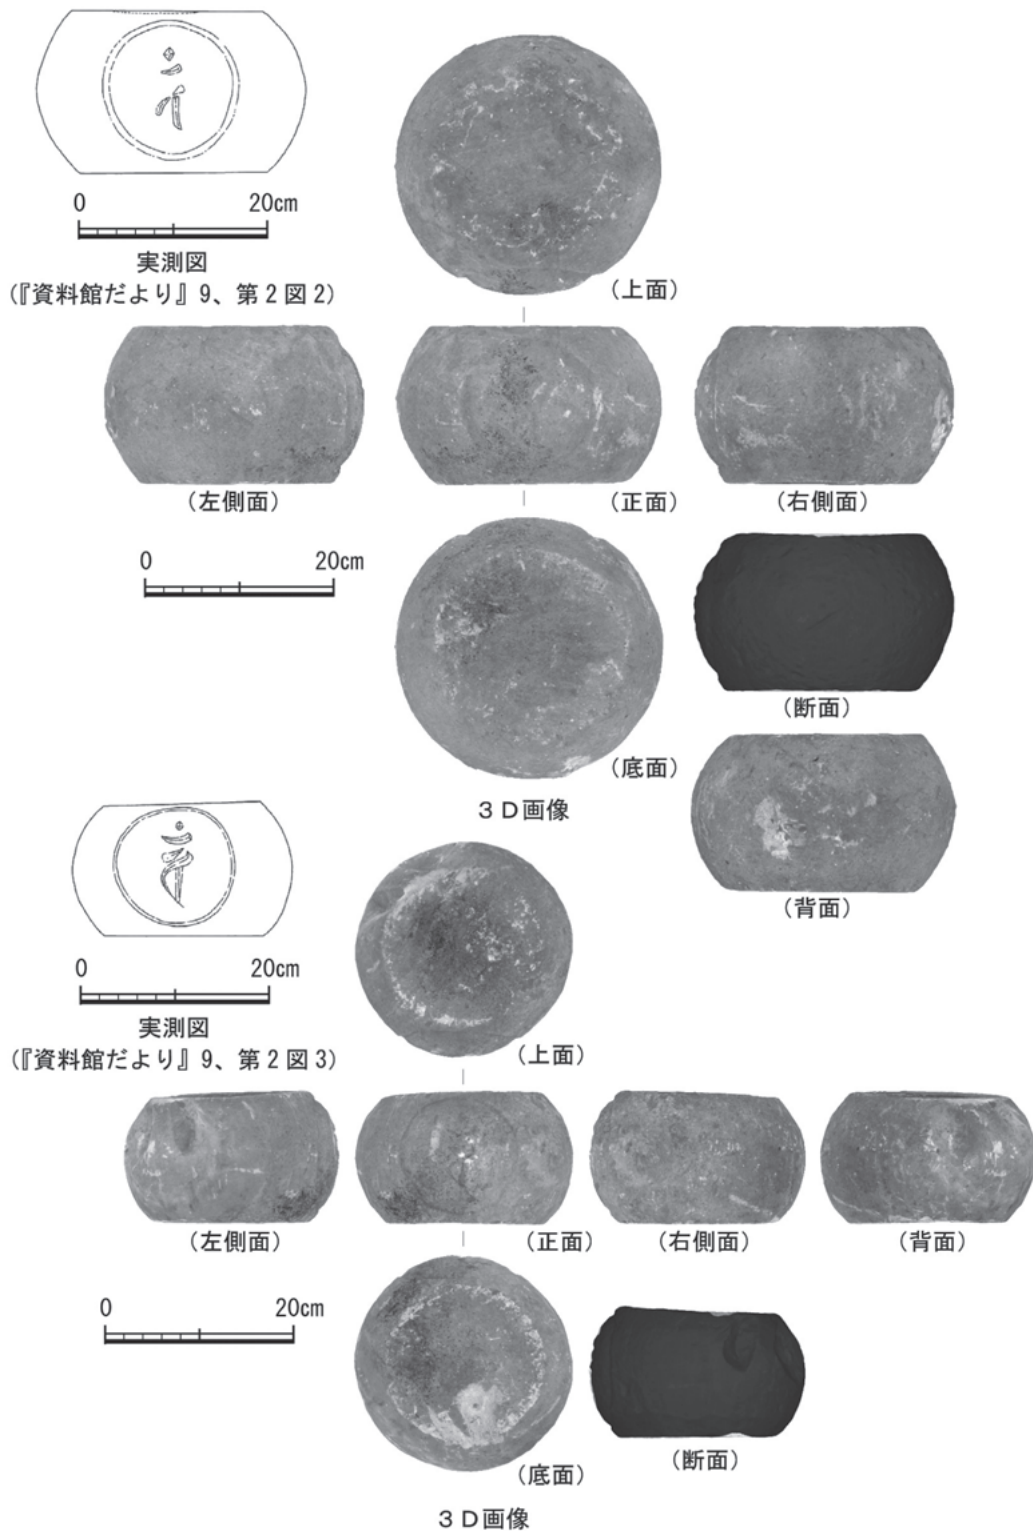 0 20cm
実測図
(『資料館だより』9、第2図2)
(上面)
(左側面)
(正面)
(右側面)
0 20cm
(断面)
(底面)
3D画像
(背面)
0 20cm
実測図
(『資料館だより』9、第2図3)
(上面)
(左側面)
(正面)
(右側面)
(背面)
0 20cm
(断面)
(底面)
3D画像